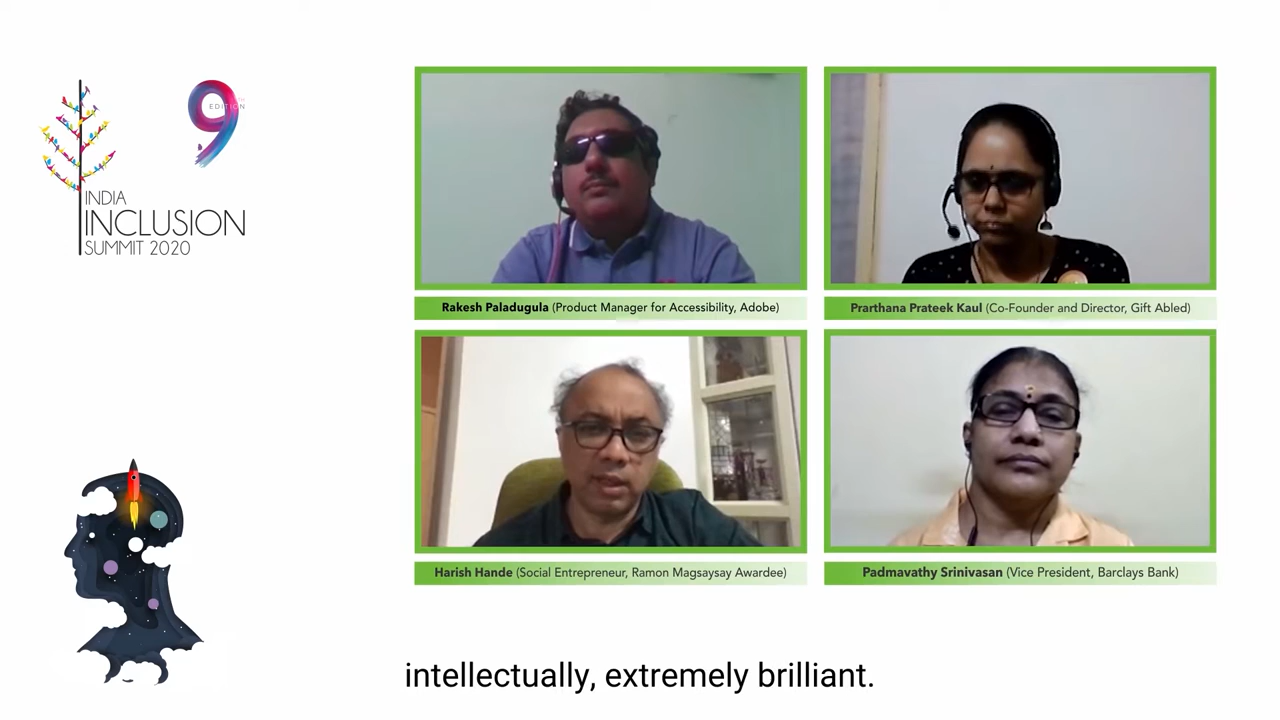 EDITION
INDIA
INCLUSION
SUMMIT 2020
Rakesh Paladugula (Product Manager for Accessibility, Adobe)
Prarthana Prateek Kaul (Co-Founder and Director, Gift Abled)
Harish Hande (Social Entrepreneur, Ramon Magsaysay Awardee)
Padmavathy Srinivasan (Vice President, Barclays Bank)
intellectually, extremely brilliant.